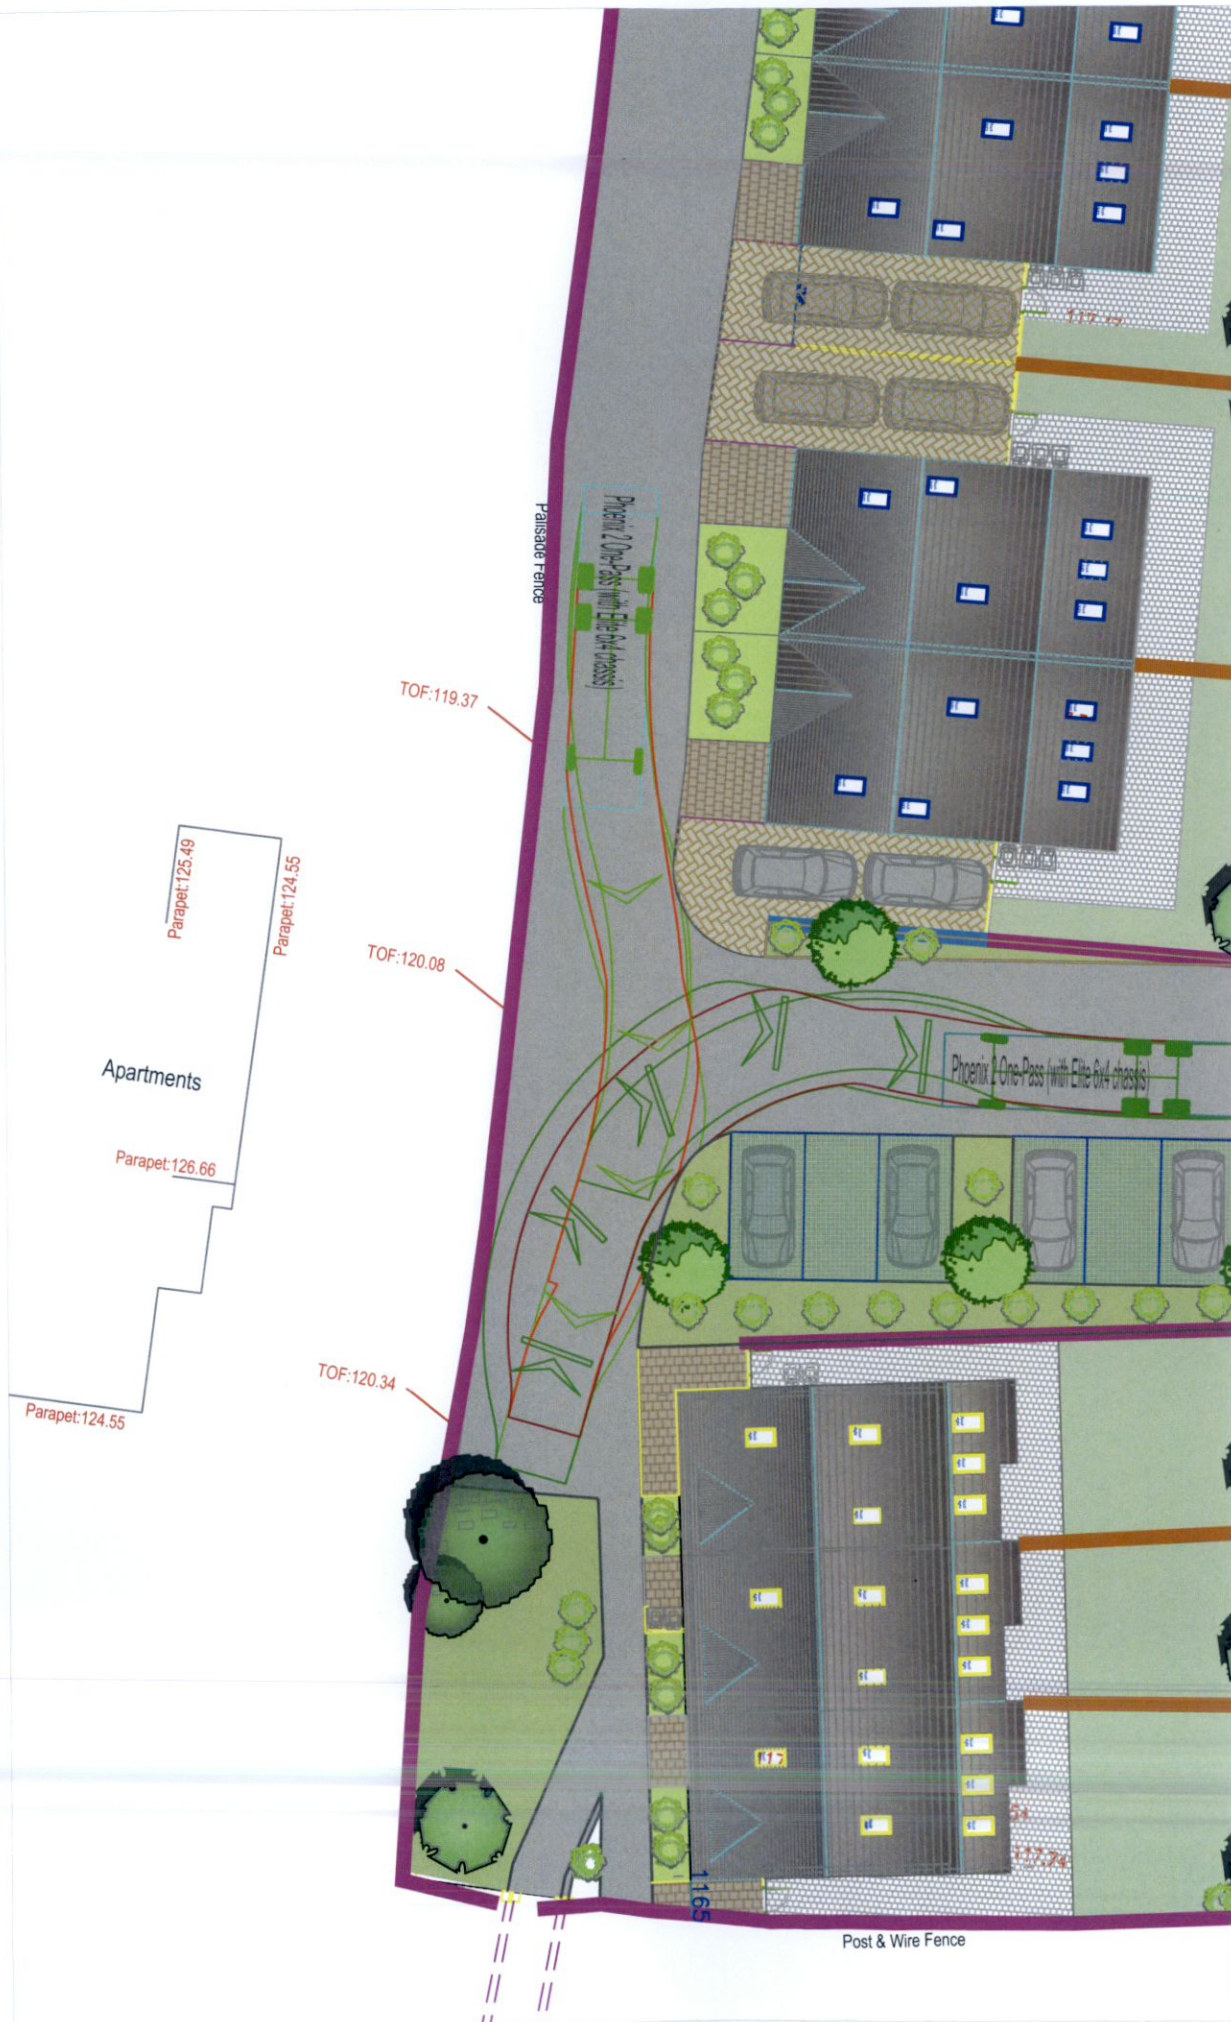 Palisade Fence
Phoenix 2 One-Pass (with Elite 6x4 chassis)
TOF:119.37
Parapet:125.49
Parapet:124.55
TOF:120.08
Apartments
Phoenix 2 One-Pass (with Elite 6x4 chassis)
Parapet:126.66
TOF:120.34
Parapet:124.55
117.74
1165
Post & Wire Fence